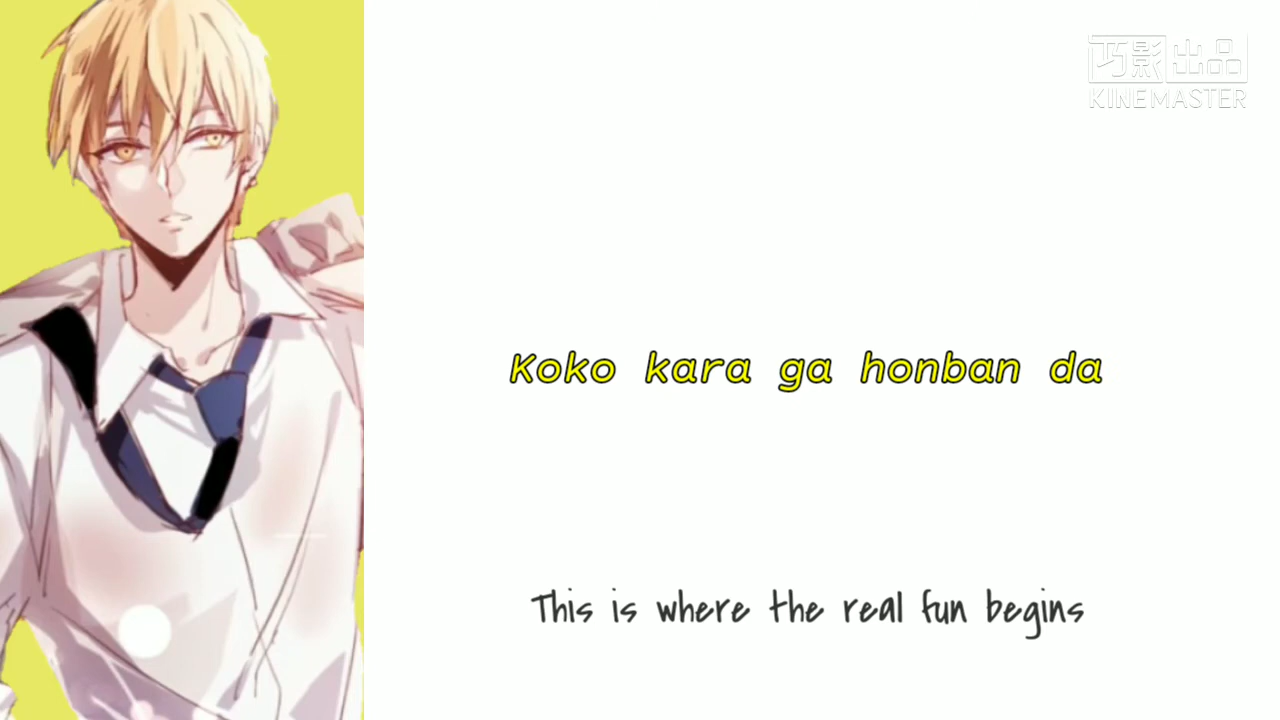 巧影出品
KINEMASTER
Koko kara ga honban da
This is where the real fun begins